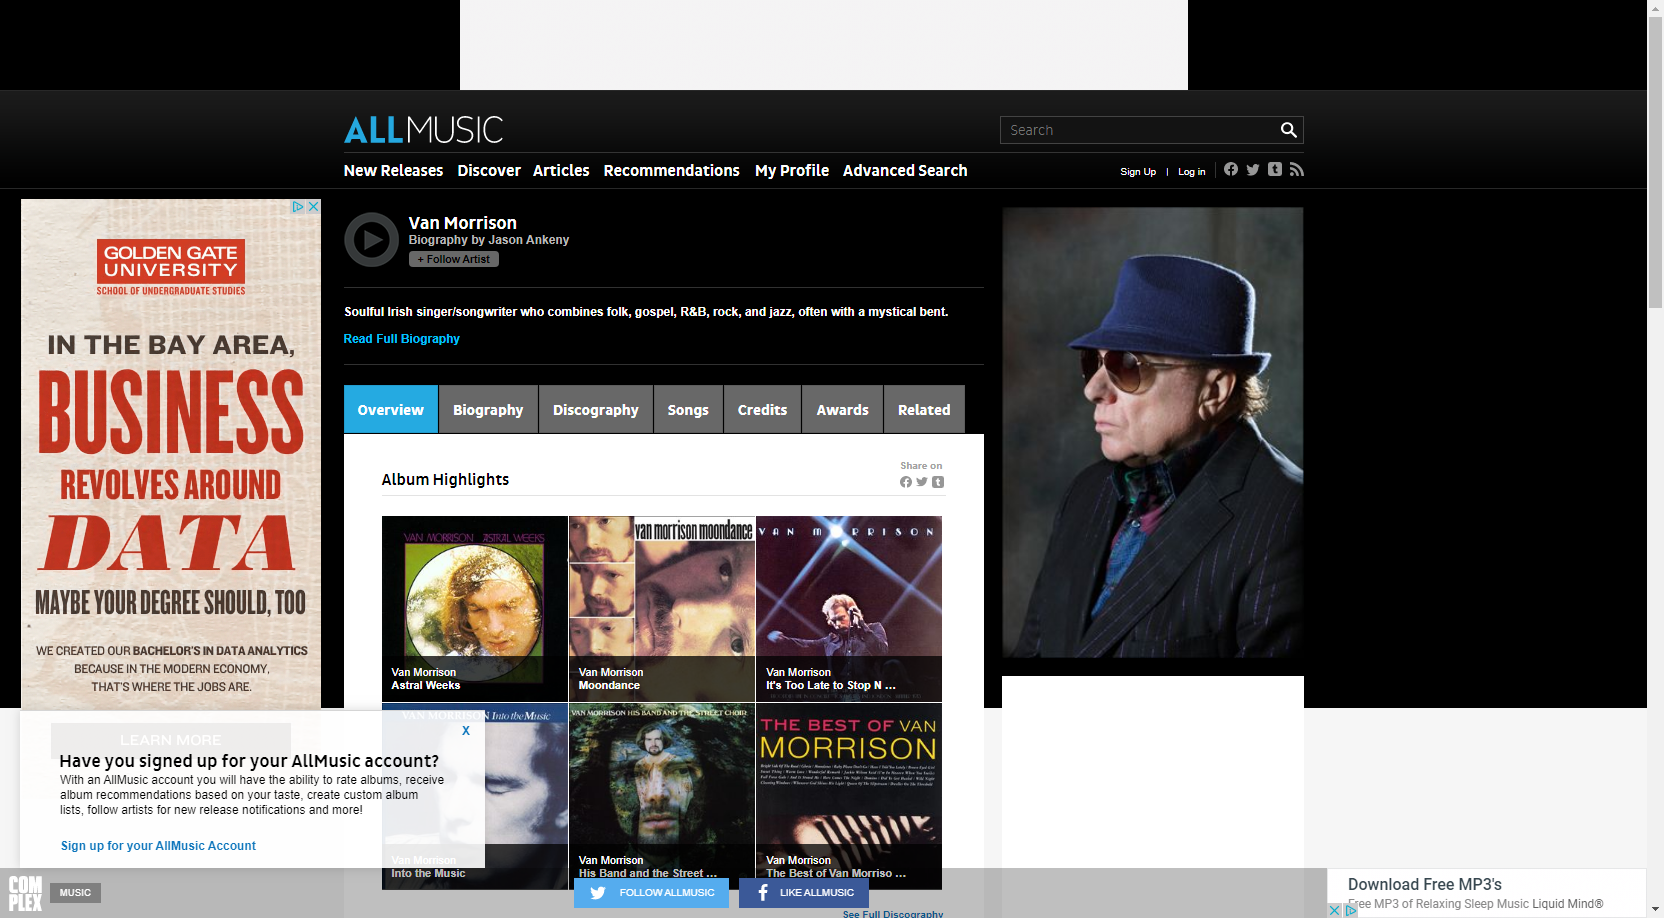 ALLMUSIC
Search
New Releases Discover Articles Recommendations My Profile Advanced Search
Sign Up | Log in
GOLDEN GATE
UNIVERSITY
SCHOOL OF UNDERGRADUATE STUDIES
IN THE BAY AREA,
BUSINESS
REVOLVES AROUND
DATA
MAYBE YOUR DEGREE SHOULD, TOO
WE CREATED OUR BACHELOR'S IN DATA ANALYTICS
BECAUSE IN THE MODERN ECONOMY,
THAT'S WHERE THE JOBS ARE.
LEARN MORE
Van Morrison
Biography by Jason Ankeny
+ Follow Artist
Soulful Irish singer/songwriter who combines folk, gospel, R&B, rock, and jazz, often with a mystical bent.
Read Full Biography
Overview Biography Discography Songs Credits Awards Related
Album Highlights
Share on
VAN MORRISON ASTRAL WEEKS
Van Morrison
Astral Weeks
van morrison moondance
Van Morrison
Moondance
VAN MORRISON
Van Morrison
It's Too Late to Stop N ...
VAN MORRISON Into the Music
Van Morrison
Into the Music
VAN MORRISON HIS BAND AND THE STREET CHOIR
Van Morrison
His Band and the Street ...
THE BEST OF VAN
MORRISON
Van Morrison
The Best of Van Morriso ...
See Full Discography
X
Have you signed up for your AllMusic account?
With an AllMusic account you will have the ability to rate albums, receive
album recommendations based on your taste, create custom album
lists, follow artists for new release notifications and more!
Sign up for your AllMusic Account
COM
PLEX
MUSIC
FOLLOW ALLMUSIC
LIKE ALLMUSIC
Download Free MP3's
Free MP3 of Relaxing Sleep Music Liquid Mind®